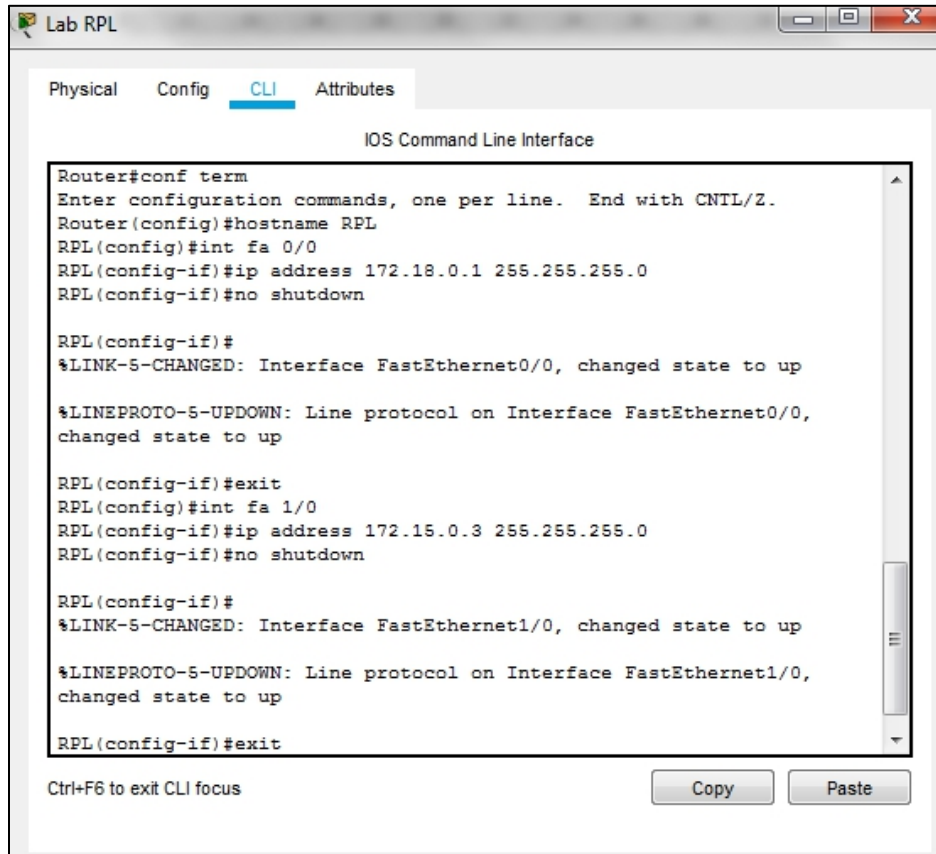 Lab RPL
Physical Config CLI Attributes
IOS Command Line Interface
Router#conf term
Enter configuration commands, one per line.  End with CNTL/Z.
Router(config)#hostname RPL
RPL(config)#int fa 0/0
RPL(config-if)#ip address 172.18.0.1 255.255.255.0
RPL(config-if)#no shutdown
RPL(config-if)#
%LINK-5-CHANGED: Interface FastEthernet0/0, changed state to up
%LINEPROTO-5-UPDOWN: Line protocol on Interface FastEthernet0/0,
changed state to up
RPL(config-if)#exit
RPL(config)#int fa 1/0
RPL(config-if)#ip address 172.15.0.3 255.255.255.0
RPL(config-if)#no shutdown
RPL(config-if)#
%LINK-5-CHANGED: Interface FastEthernet1/0, changed state to up
%LINEPROTO-5-UPDOWN: Line protocol on Interface FastEthernet1/0,
changed state to up
RPL(config-if)#exit
Ctrl+F6 to exit CLI focus Copy Paste